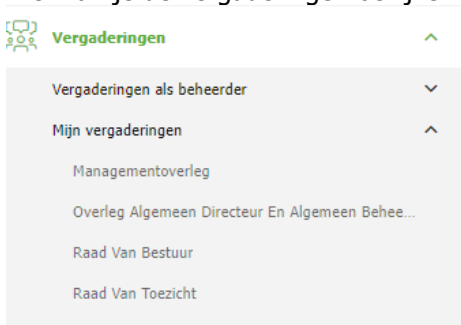 Vergaderingen
Vergaderingen als beheerder
Mijn vergaderingen
Managementoverleg
Overleg Algemeen Directeur En Algemeen Behee...
Raad Van Bestuur
Raad Van Toezicht